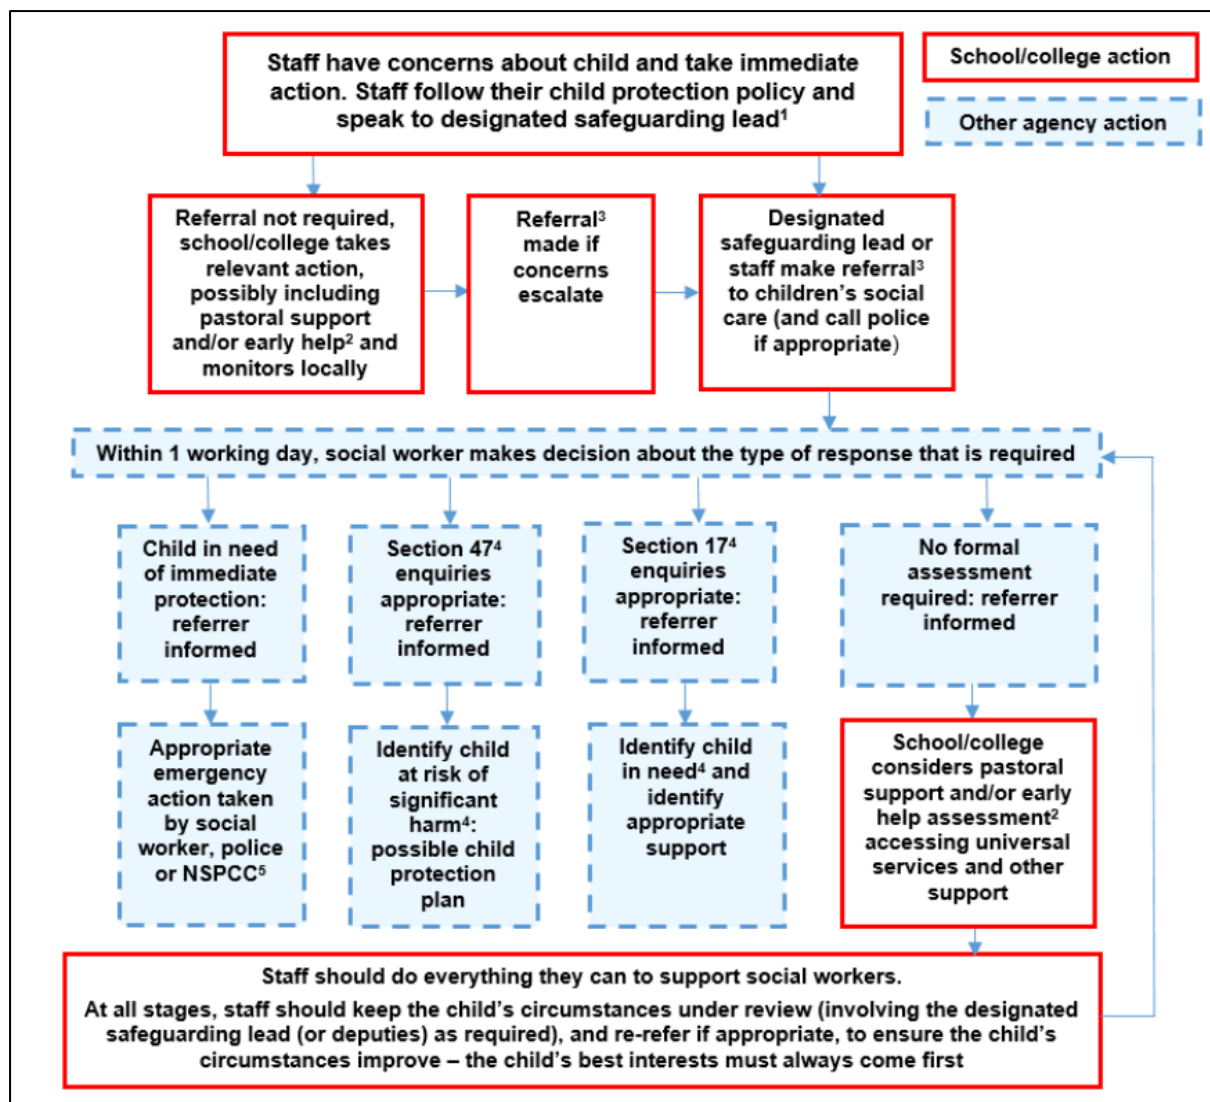 Staff have concerns about child and take immediate
action. Staff follow their child protection policy and
speak to designated safeguarding lead¹
School/college action
Other agency action
Referral not required,
school/college takes
relevant action,
possibly including
pastoral support
and/or early help² and
monitors locally
Referral³
made if
concerns
escalate
Designated
safeguarding lead or
staff make referral³
to children’s social
care (and call police
if appropriate)
Within 1 working day, social worker makes decision about the type of response that is required
Child in need
of immediate
protection:
referrer
informed
Section 47⁴
enquiries
appropriate:
referrer
informed
Section 17⁴
enquiries
appropriate:
referrer
informed
No formal
assessment
required: referrer
informed
Appropriate
emergency
action taken
by social
worker, police
or NSPCC⁵
Identify child
at risk of
significant
harm⁴:
possible child
protection
plan
Identify child
in need⁴ and
identify
appropriate
support
School/college
considers pastoral
support and/or early
help assessment²
accessing universal
services and other
support
Staff should do everything they can to support social workers.
At all stages, staff should keep the child’s circumstances under review (involving the designated
safeguarding lead (or deputies) as required), and re-refer if appropriate, to ensure the child’s
circumstances improve – the child’s best interests must always come first